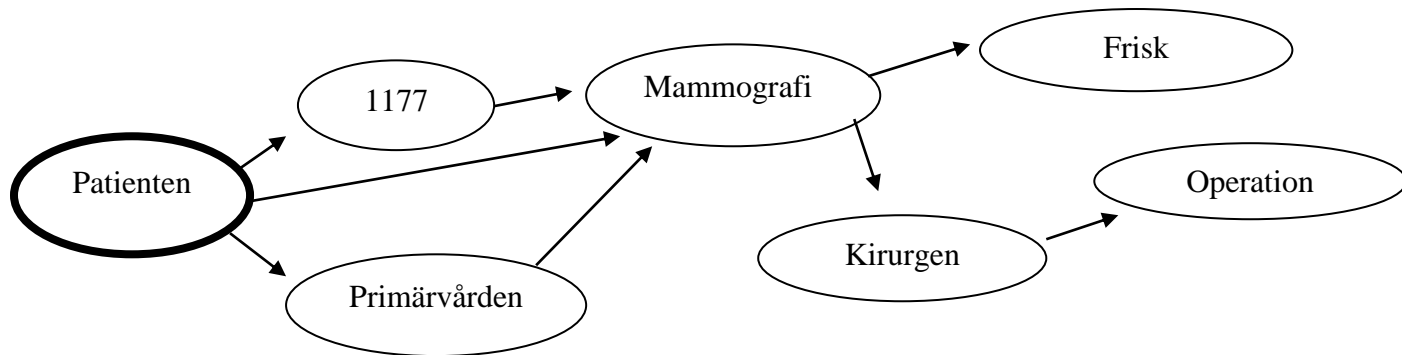 Frisk
Mammografi
1177
Patienten
Operation
Kirurgen
Primärvården